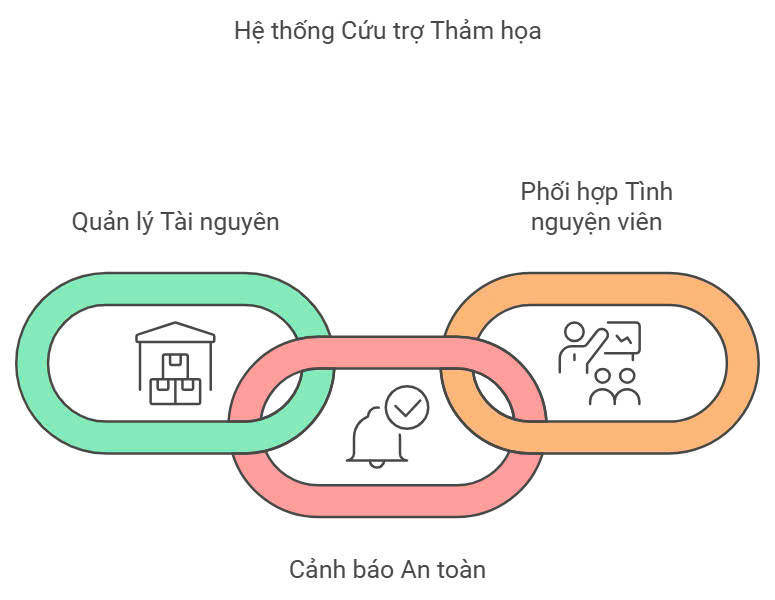 Hệ thống Cứu trợ Thảm họa
Quản lý Tài nguyên
Phối hợp Tình
nguyện viên
Cảnh báo An toàn